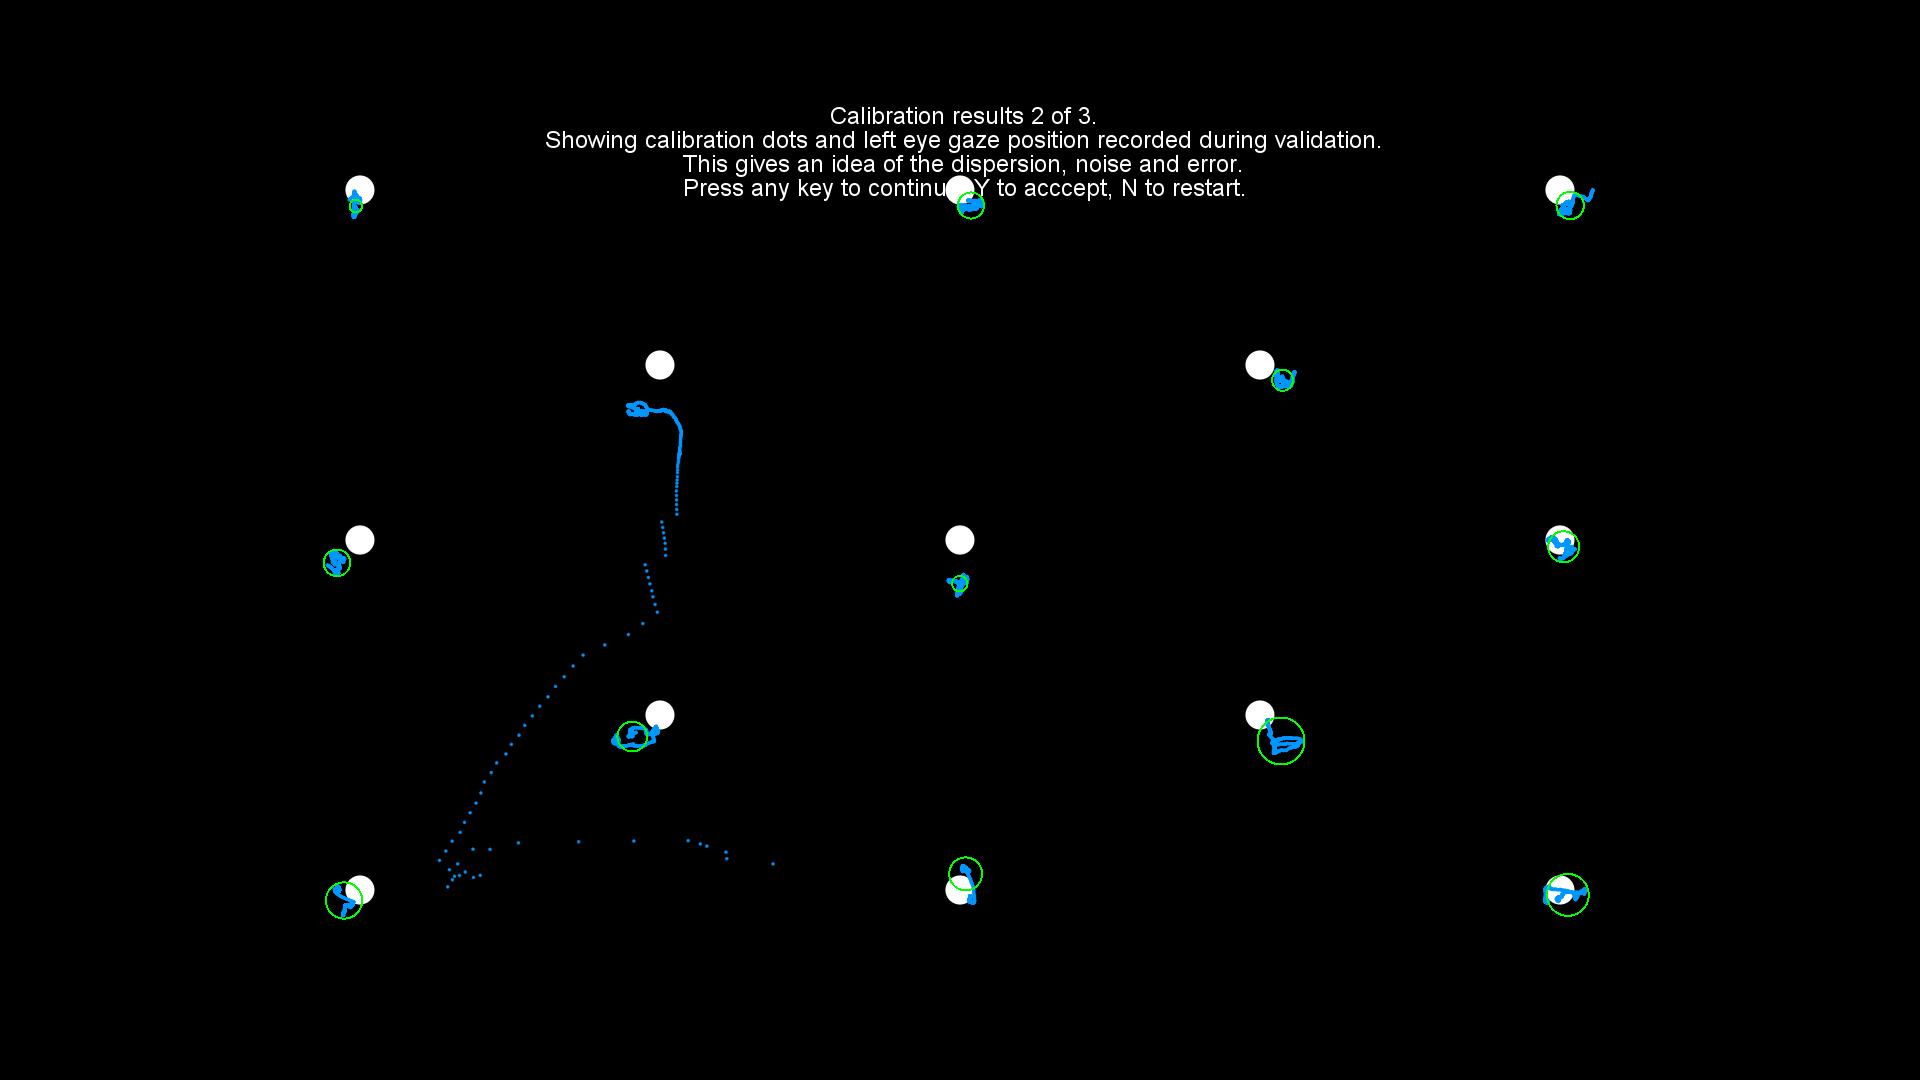 Calibration results 2 of 3.
Showing calibration dots and left eye gaze position recorded during validation.
This gives an idea of the dispersion, noise and error.
Press any key to continu Y to acccept, N to restart.